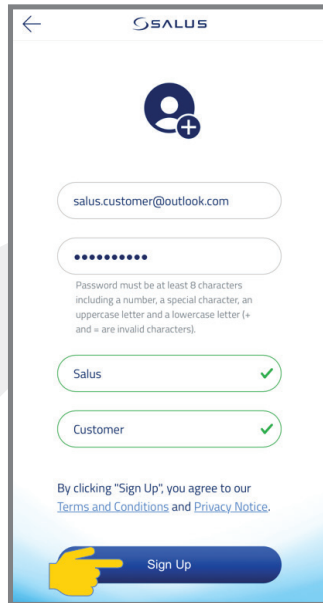 SALUS
salus.customer@outlook.com
••••••••••
Password must be at least 8 characters
including a number, a special character, an
uppercase letter and a lowercase letter (+
and = are invalid characters).
Salus
Customer
By clicking "Sign Up", you agree to our
Terms and Conditions and Privacy Notice.
Sign Up